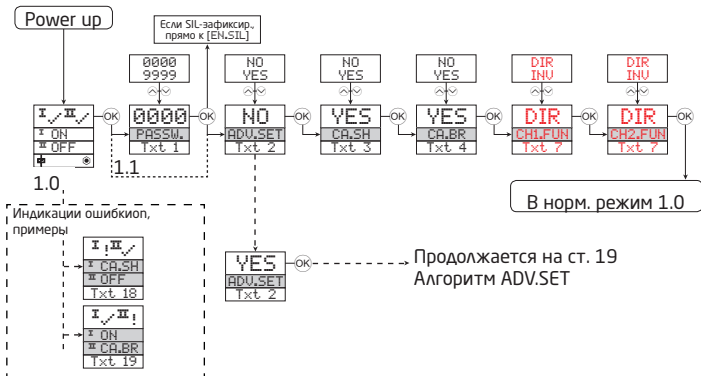 Power up
Если SIL-зафиксир.,
прямо к [EN.SIL]
0000
9999
NO
YES
NO
YES
NO
YES
DIR
INV
DIR
INV
I ✓ II ✓
I ON
II OFF
OK
0000
PASSW.
Txt 1
OK
NO
ADV.SET
Txt 2
OK
YES
CA.SH
Txt 3
OK
YES
CA.BR
Txt 4
OK
DIR
CH1.FUN
Txt 7
OK
DIR
CH2.FUN
Txt 7
OK
1.0
1.1
В норм. режим 1.0
Индикации ошибкиоп,
примеры
I ! II ✓
I CA.SH
II OFF
Txt 18
I ✓ II !
I ON
II CA.BR
Txt 19
YES
ADV.SET
Txt 2
OK
Продолжается на ст. 19
Алгоритм ADV.SET